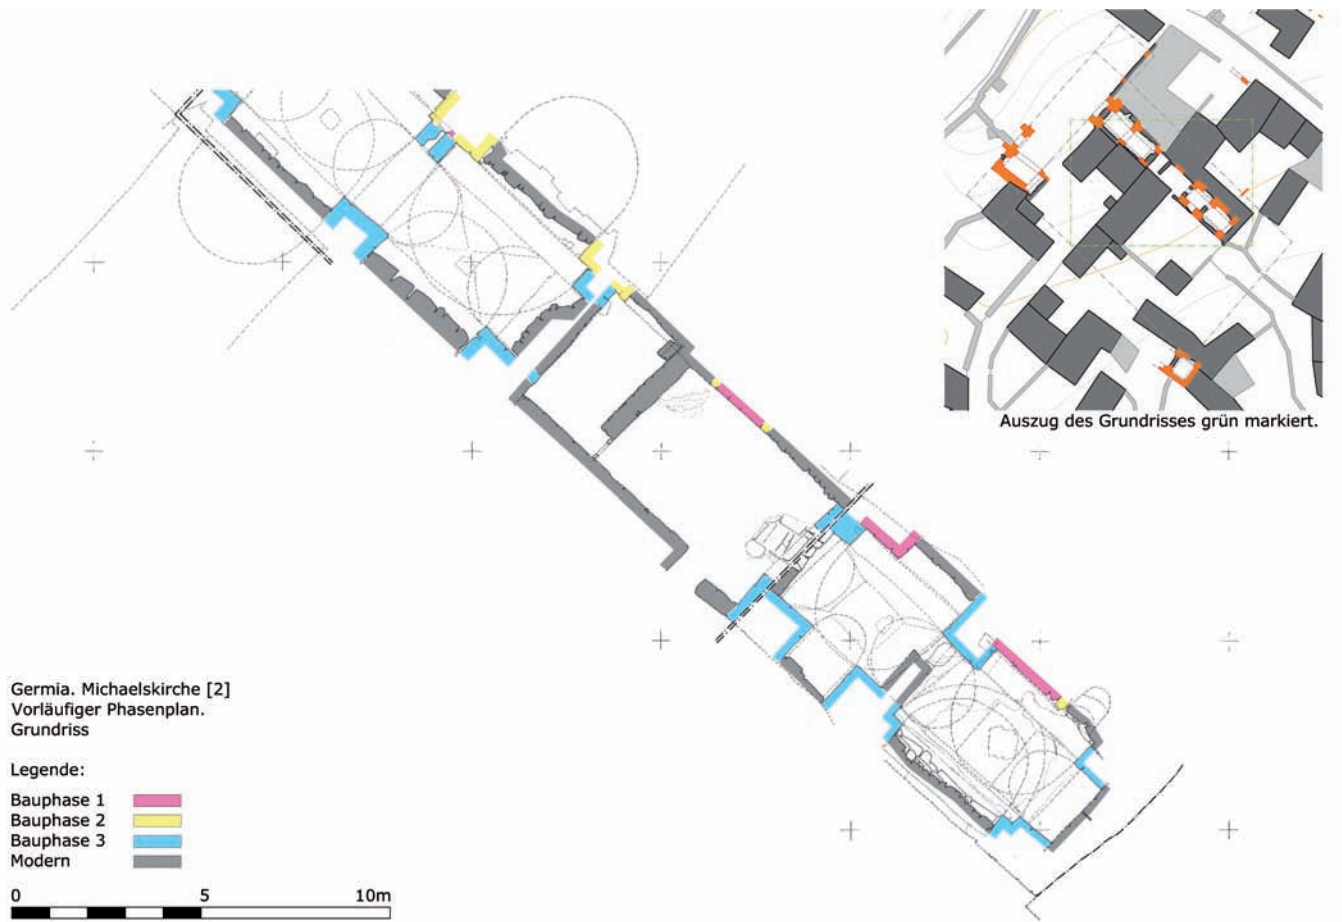 Auszug des Grundrisses grün markiert.
Germia. Michaelskirche [2]
Vorläufiger Phasenplan.
Grundriss
Legende:
Bauphase 1
Bauphase 2
Bauphase 3
Modern
0 5 10m